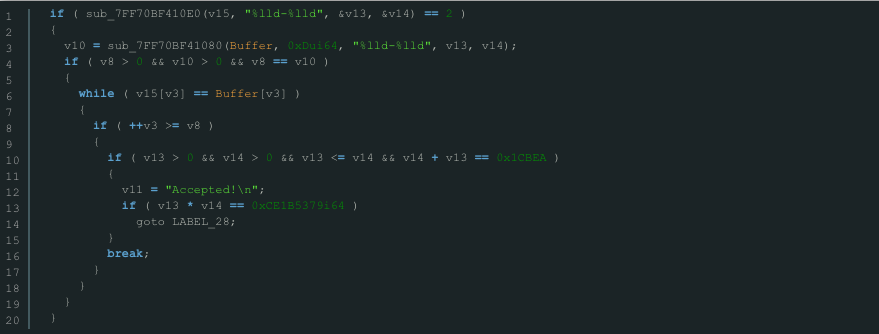 1 if ( sub_7FF70BF410E0(v15, "%lld-%lld", &v13, &v14) == 2 )
2 {
3 v10 = sub_7FF70BF41080(Buffer, 0xDui64, "%lld-%lld", v13, v14);
4 if ( v8 > 0 && v10 > 0 && v8 == v10 )
5 {
6 while ( v15[v3] == Buffer[v3] )
7 {
8 if ( ++v3 >= v8 )
9 {
10 if ( v13 > 0 && v14 > 0 && v13 <= v14 && v14 + v13 == 0x1CBEA )
11 {
12 v11 = "Accepted!\n";
13 if ( v13 * v14 == 0xCE1B5379i64 )
14 goto LABEL_28;
15 }
16 break;
17 }
18 }
19 }
20 }